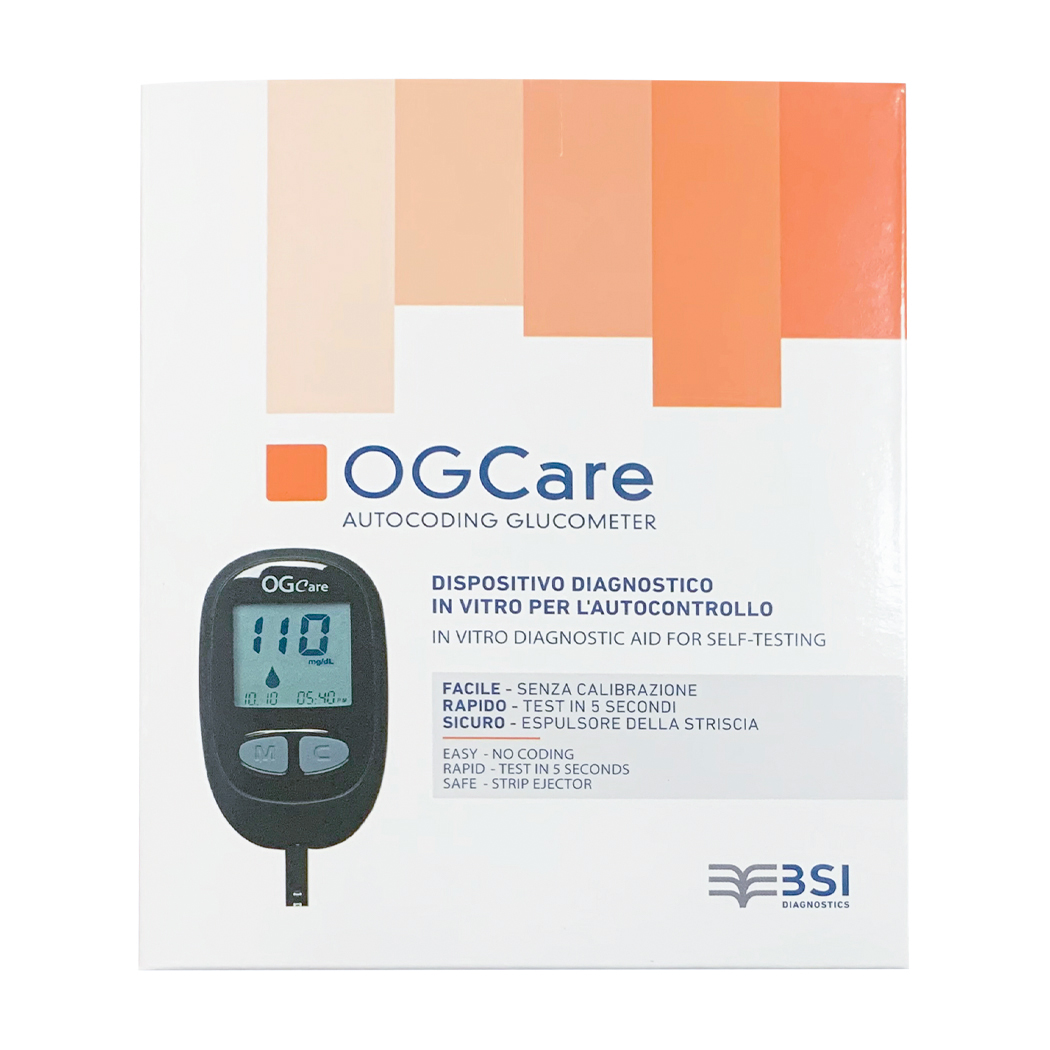 OGCare
AUTOCODING GLUCOMETER
OGCare
110
mg/dL
10.10 05:40 PM
M C
DISPOSITIVO DIAGNOSTICO
IN VITRO PER L'AUTOCONTROLLO
IN VITRO DIAGNOSTIC AID FOR SELF-TESTING
FACILE - SENZA CALIBRAZIONE
RAPIDO - TEST IN 5 SECONDI
SICURO - ESPULSORE DELLA STRISCIA
EASY - NO CODING
RAPID - TEST IN 5 SECONDS
SAFE - STRIP EJECTOR
BSI
DIAGNOSTICS